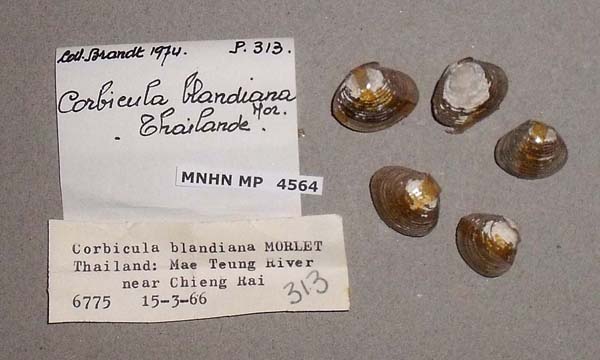 Coll. Brandt 1974. P. 313.
Corbicula blandiana
Mor.
. Thaïlande .
MNHN MP 4564
Corbicula blandiana MORLET
Thailand: Mae Teung River
near Chieng Rai
6775 15-3-66
313